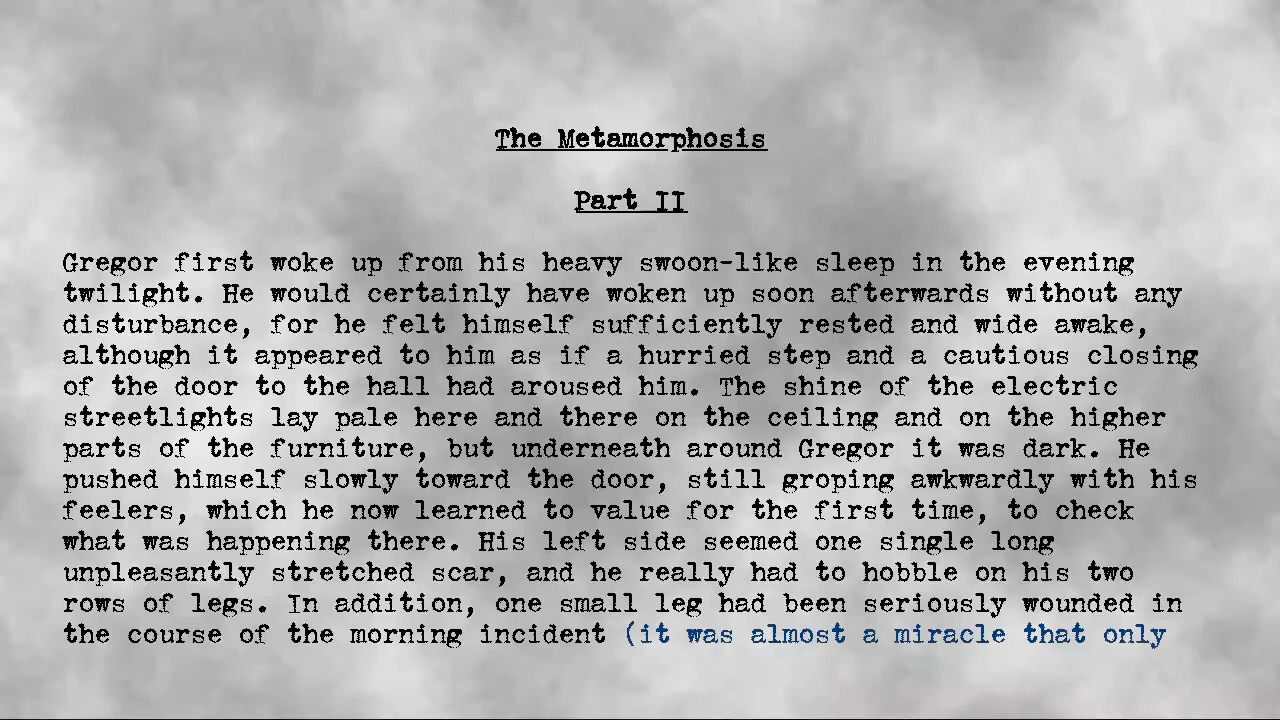 The Metamorphosis
Part II
Gregor first woke up from his heavy swoon-like sleep in the evening
twilight. He would certainly have woken up soon afterwards without any
disturbance, for he felt himself sufficiently rested and wide awake,
although it appeared to him as if a hurried step and a cautious closing
of the door to the hall had aroused him. The shine of the electric
streetlights lay pale here and there on the ceiling and on the higher
parts of the furniture, but underneath around Gregor it was dark. He
pushed himself slowly toward the door, still groping awkwardly with his
feelers, which he now learned to value for the first time, to check
what was happening there. His left side seemed one single long
unpleasantly stretched scar, and he really had to hobble on his two
rows of legs. In addition, one small leg had been seriously wounded in
the course of the morning incident (it was almost a miracle that only